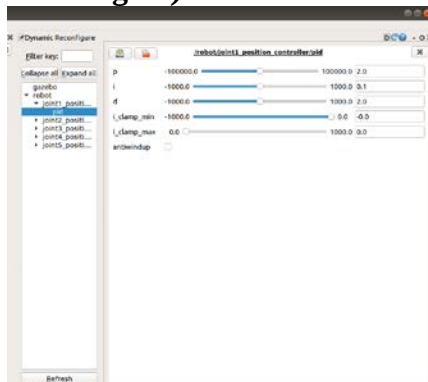 Dynamic Reconfigure
Filter key:
Collapse all Expand all
gazebo
robot
joint1_positi...
pid
joint2_positi...
joint3_positi...
joint4_positi...
joint5_positi...
Refresh
/robot/joint1_position_controller/pid
p -100000.0 100000.0 2.0
i -1000.0 1000.0 0.1
d -1000.0 1000.0 2.0
i_clamp_min -1000.0 0.0 -0.0
i_clamp_max 0.0 1000.0 0.0
antiwindup